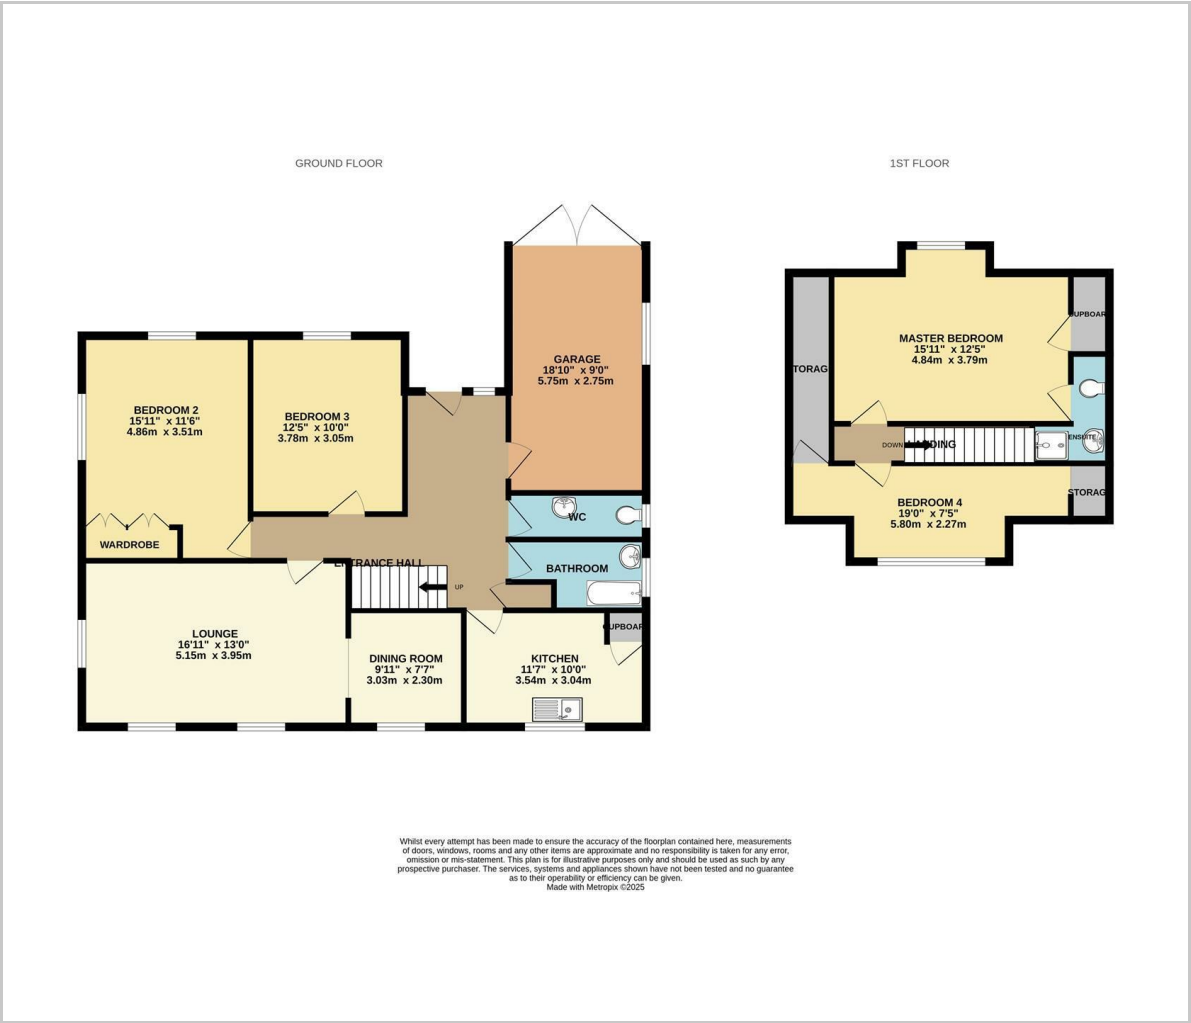 GROUND FLOOR
1ST FLOOR
BEDROOM 2
15'11" x 11'6"
4.86m x 3.51m
BEDROOM 3
12'5" x 10'0"
3.78m x 3.05m
GARAGE
18'10" x 9'0"
5.75m x 2.75m
WARDROBE
WC
BATHROOM
ENTRANCE HALL
UP
LOUNGE
16'11" x 13'0"
5.15m x 3.95m
DINING ROOM
9'11" x 7'7"
3.03m x 2.30m
KITCHEN
11'7" x 10'0"
3.54m x 3.04m
CUPBOAR
MASTER BEDROOM
15'11" x 12'5"
4.84m x 3.79m
CUPBOAR
TORAG
DOWN
LANDING
ENSUITE
BEDROOM 4
19'0" x 7'5"
5.80m x 2.27m
STORAG
Whilst every attempt has been made to ensure the accuracy of the floorplan contained here, measurements
of doors, windows, rooms and any other items are approximate and no responsibility is taken for any error,
omission or mis-statement. This plan is for illustrative purposes only and should be used as such by any
prospective purchaser. The services, systems and appliances shown have not been tested and no guarantee
as to their operability or efficiency can be given.
Made with Metropix ©2025